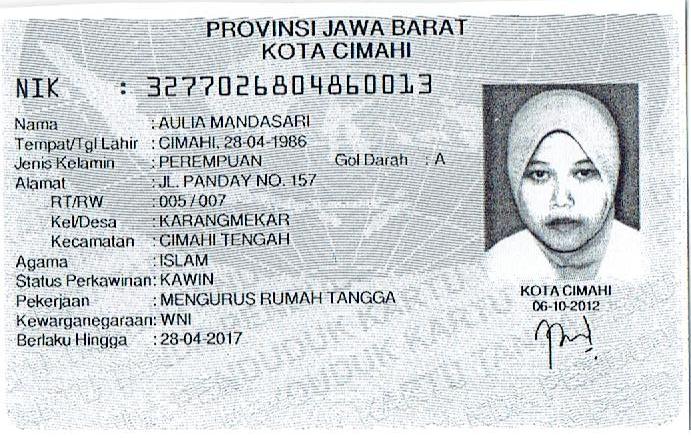 PROVINSI JAWA BARAT
KOTA CIMAHI
NIK : 3277026804860013
Nama : AULIA MANDASARI
Tempat/Tgl Lahir : CIMAHI, 28-04-1986
Jenis Kelamin : PEREMPUAN Gol Darah : A
Alamat : JL. PANDAY NO. 157
RT/RW : 005 / 007
Kel/Desa : KARANGMEKAR
Kecamatan : CIMAHI TENGAH
Agama : ISLAM
Status Perkawinan: KAWIN
Pekerjaan : MENGURUS RUMAH TANGGA
Kewarganegaraan: WNI
Berlaku Hingga : 28-04-2017
KOTA CIMAHI
06-10-2012